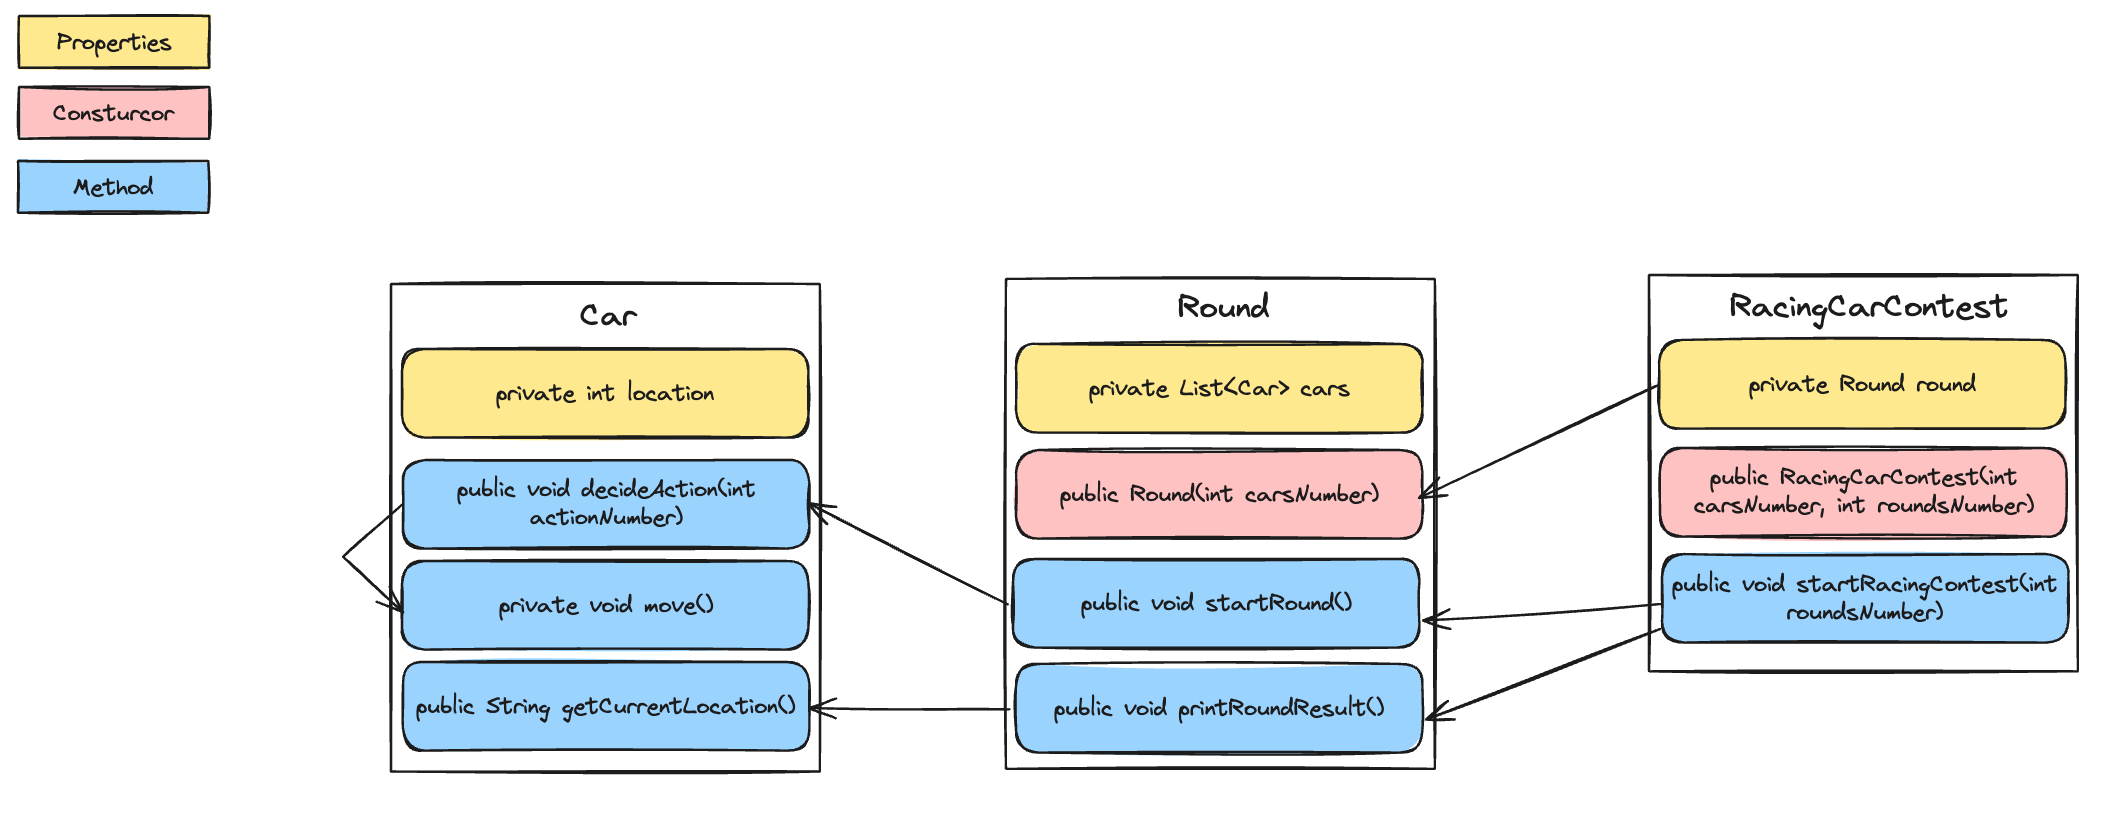 Properties
Consturcor
Method
Car
private int location
public void decideAction(int
actionNumber)
private void move()
public String getCurrentLocation()
Round
private List<Car> cars
public Round(int carsNumber)
public void startRound()
public void printRoundResult()
RacingCarContest
private Round round
public RacingCarContest(int
carsNumber, int roundsNumber)
public void startRacingContest(int
roundsNumber)